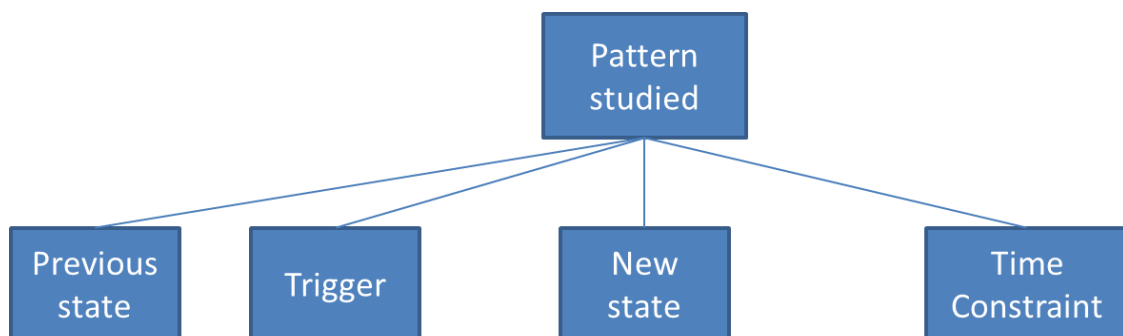 Pattern
studied
Previous
state
Trigger
New
state
Time
Constraint